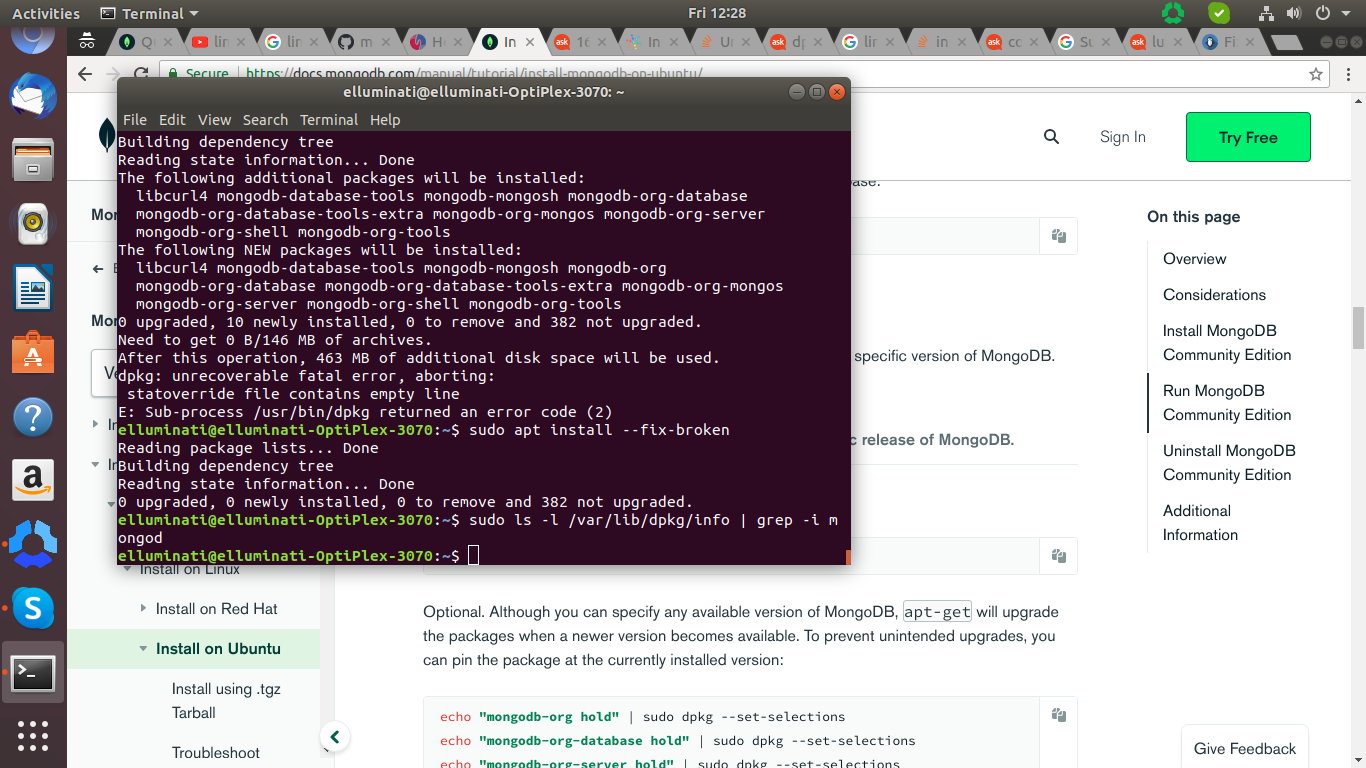 Activities Terminal Fri 12:28
Qu lin lin m Ho In 16 In Un dp lin in co Su lu Fi
Secure https://docs.mongodb.com/manual/tutorial/install-mongodb-on-ubuntu/
elluminati@elluminati-OptiPlex-3070: ~
File Edit View Search Terminal Help
Building dependency tree
Reading state information... Done
The following additional packages will be installed:
  libcurl4 mongodb-database-tools mongodb-mongosh mongodb-org-database
  mongodb-org-database-tools-extra mongodb-org-mongos mongodb-org-server
  mongodb-org-shell mongodb-org-tools
The following NEW packages will be installed:
  libcurl4 mongodb-database-tools mongodb-mongosh mongodb-org
  mongodb-org-database mongodb-org-database-tools-extra mongodb-org-mongos
  mongodb-org-server mongodb-org-shell mongodb-org-tools
0 upgraded, 10 newly installed, 0 to remove and 382 not upgraded.
Need to get 0 B/146 MB of archives.
After this operation, 463 MB of additional disk space will be used.
dpkg: unrecoverable fatal error, aborting:
 statoverride file contains empty line
E: Sub-process /usr/bin/dpkg returned an error code (2)
elluminati@elluminati-OptiPlex-3070:~$ sudo apt install --fix-broken
Reading package lists... Done
Building dependency tree
Reading state information... Done
0 upgraded, 0 newly installed, 0 to remove and 382 not upgraded.
elluminati@elluminati-OptiPlex-3070:~$ sudo ls -l /var/lib/dpkg/info | grep -i m
ongod
elluminati@elluminati-OptiPlex-3070:~$
Sign In
Try Free
specific version of MongoDB.
release of MongoDB.
Install on Linux
Install on Red Hat
Install on Ubuntu
Install using .tgz
Tarball
Troubleshoot
Optional. Although you can specify any available version of MongoDB, apt-get will upgrade
the packages when a newer version becomes available. To prevent unintended upgrades, you
can pin the package at the currently installed version:
echo "mongodb-org hold" | sudo dpkg --set-selections
echo "mongodb-org-database hold" | sudo dpkg --set-selections
echo "mongodb-org-server hold" | sudo dpkg --set-selections
On this page
Overview
Considerations
Install MongoDB
Community Edition
Run MongoDB
Community Edition
Uninstall MongoDB
Community Edition
Additional
Information
Give Feedback